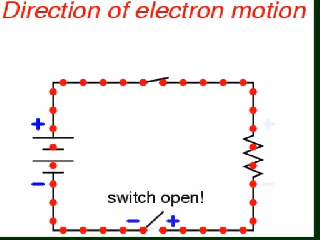 Direction of electron motion
+
+
−
−
switch open!
− +